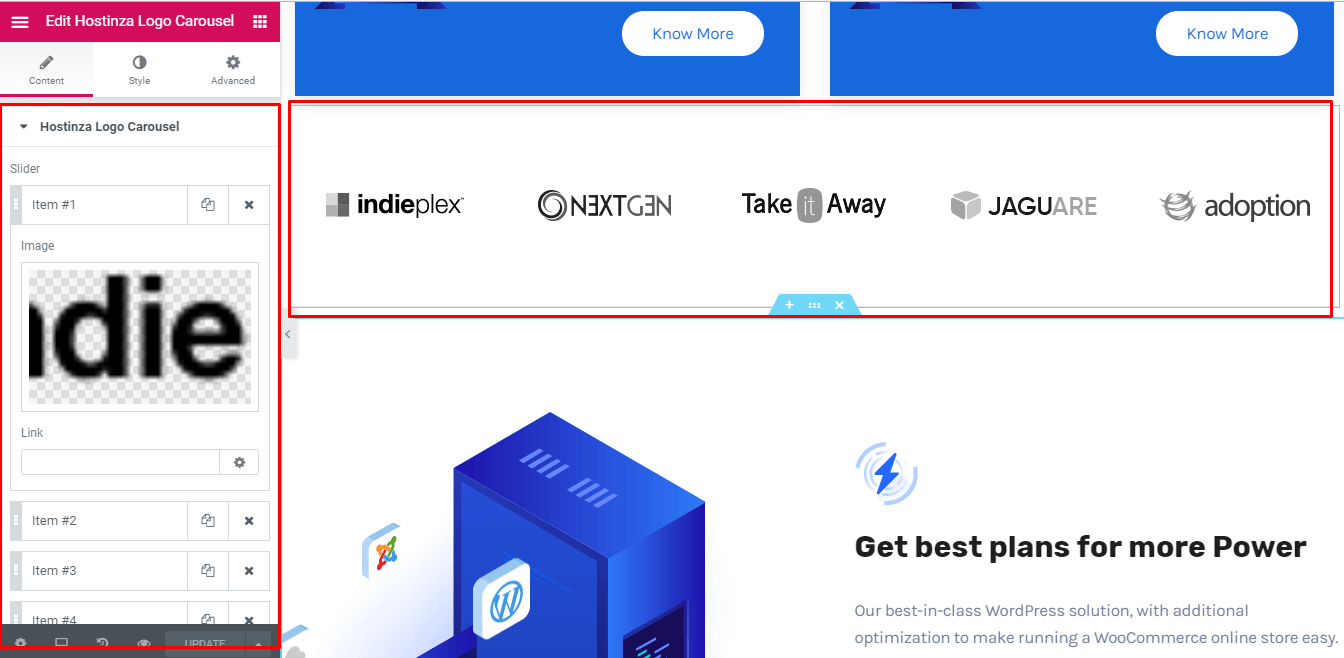 Edit Hostinza Logo Carousel
Content
Style
Advanced
Hostinza Logo Carousel
Slider
Item #1
Image
ndie
Link
Item #2
Item #3
Item #4
UPDATE
Know More
Know More
indieplex
NEXTGEN
Take it Away
JAGUARE
adoption
Get best plans for more Power
Our best-in-class WordPress solution, with additional
optimization to make running a WooCommerce online store easy.